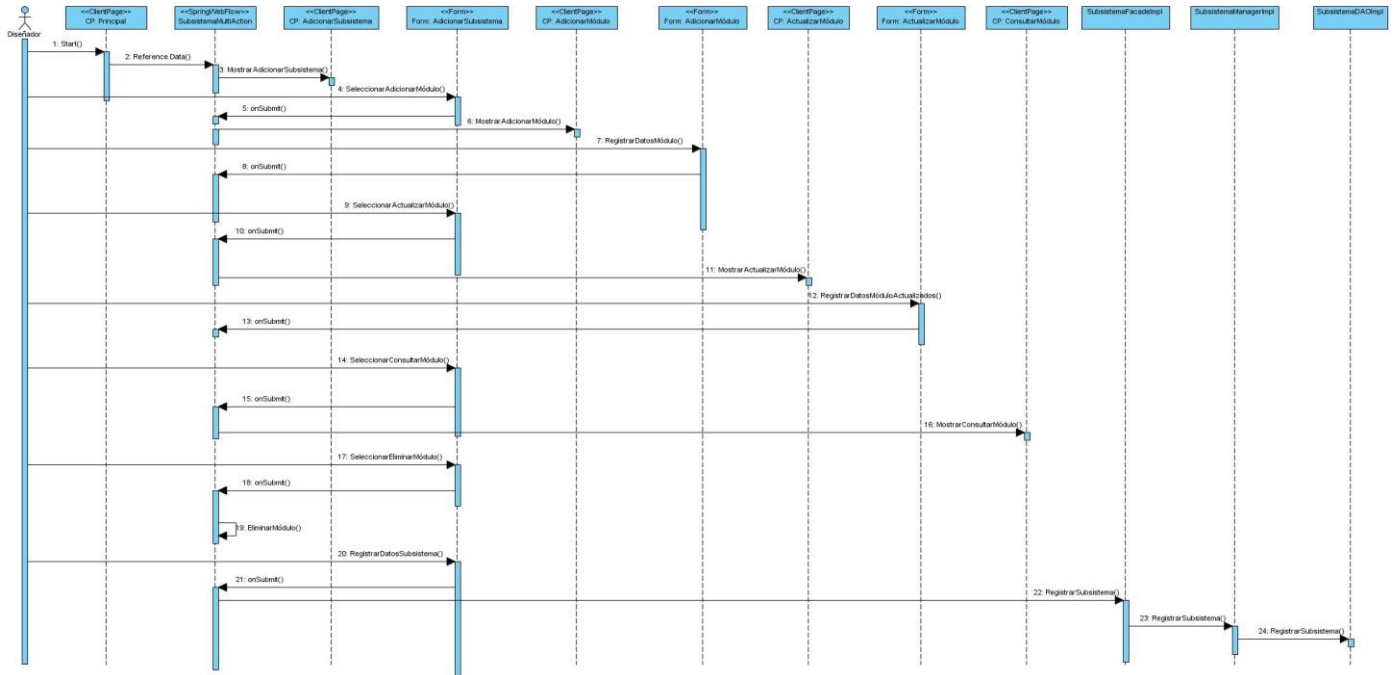 <<ClientPage>>
CP: Principal
<<SpringWebFlow>>
SubsistemaMultiAction
<<ClientPage>>
CP: AdicionarSubsistema
<<Form>>
Form: AdicionarSubsistema
<<ClientPage>>
CP: AdicionarMódulo
<<Form>>
Form: AdicionarMódulo
<<ClientPage>>
CP: ActualizarMódulo
<<Form>>
Form: ActualizarMódulo
<<ClientPage>>
CP: ConsultarMódulo
SubsistemaFacadeImpl
SubsistemaManagerImpl
SubsistemaDAOImpl
Diseñador
1: Start()
2: Reference Data()
3: MostrarAdicionarSubsistema()
4: SeleccionarAdicionarMódulo()
5: onSubmit()
6: MostrarAdicionarMódulo()
7: RegistrarDatosMódulo()
8: onSubmit()
9: SeleccionarActualizarMódulo()
10: onSubmit()
11: MostrarActualizarMódulo()
12: RegistrarDatosMóduloActualizados()
13: onSubmit()
14: SeleccionarConsultarMódulo()
15: onSubmit()
16: MostrarConsultarMódulo()
17: SeleccionarEliminarMódulo()
18: onSubmit()
19: EliminarMódulo()
20: RegistrarDatosSubsistema()
21: onSubmit()
22: RegistrarSubsistema()
23: RegistrarSubsistema()
24: RegistrarSubsistema()